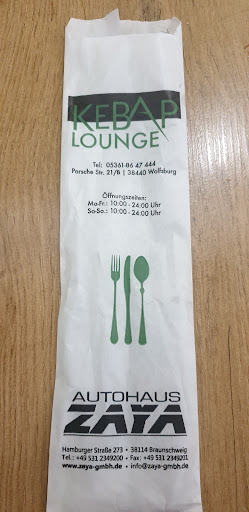 KEBAP
LOUNGE
Tel: 05361-86 47 444
Porsche Str. 21/B | 38440 Wolfsburg
Öffnungszeiten:
Mo-Fr.: 10:00 - 24:00 Uhr
Sa-So.: 10:00 - 24:00 Uhr
AUTOHAUS
ZAYA
Hamburger Straße 273 • 38114 Braunschweig
Tel.: +49 531 2349200 • Fax: +49 531 2349201
www.zaya-gmbh.de • info@zaya-gmbh.de